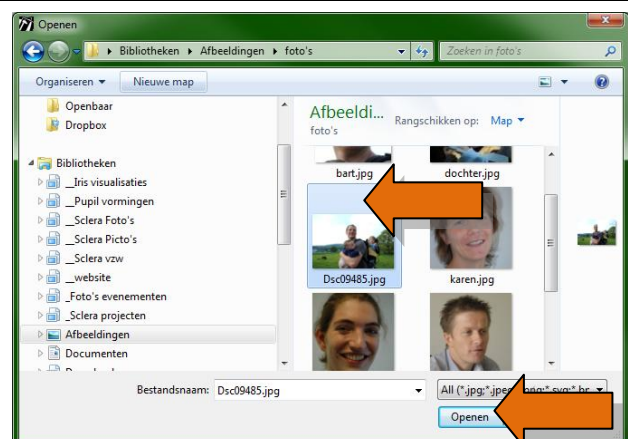 Openen
Bibliotheken Afbeeldingen foto's
Zoeken in foto's
Organiseren Nieuwe map
Openbaar
Dropbox
Bibliotheken
__Iris visualisaties
__Pupil vormingen
__Sclera Foto's
__Sclera Picto's
__Sclera vzw
__website
_Foto's evenementen
_Sclera projecten
Afbeeldingen
Documenten
Afbeeldi...
foto's
Rangschikken op: Map
bart.jpg dochter.jpg
Dsc09485.jpg karen.jpg
Bestandsnaam: Dsc09485.jpg
All (*.jpg;*.jpeg
Openen